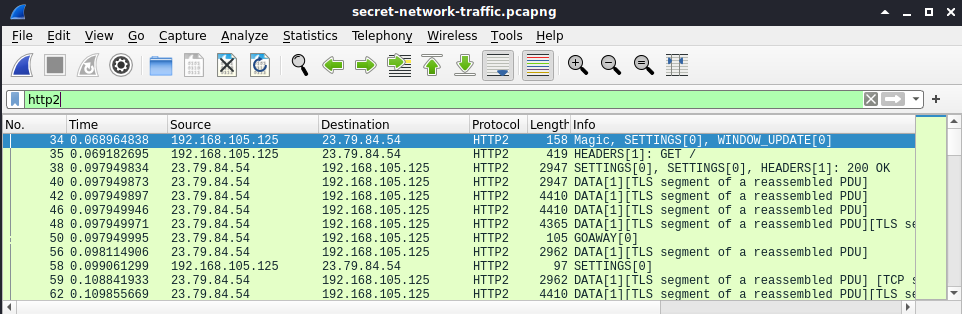 secret-network-traffic.pcapng
File Edit View Go Capture Analyze Statistics Telephony Wireless Tools Help
http2
No. Time Source Destination Protocol Length Info
34 0.068964838 192.168.105.125 23.79.84.54 HTTP2 158 Magic, SETTINGS[0], WINDOW_UPDATE[0]
35 0.069182695 192.168.105.125 23.79.84.54 HTTP2 419 HEADERS[1]: GET /
38 0.097949834 23.79.84.54 192.168.105.125 HTTP2 2947 SETTINGS[0], SETTINGS[0], HEADERS[1]: 200 OK
40 0.097949873 23.79.84.54 192.168.105.125 HTTP2 2947 DATA[1][TLS segment of a reassembled PDU]
42 0.097949897 23.79.84.54 192.168.105.125 HTTP2 4410 DATA[1][TLS segment of a reassembled PDU]
46 0.097949946 23.79.84.54 192.168.105.125 HTTP2 4410 DATA[1][TLS segment of a reassembled PDU]
48 0.097949971 23.79.84.54 192.168.105.125 HTTP2 4365 DATA[1][TLS segment of a reassembled PDU][TLS se
50 0.097949995 23.79.84.54 192.168.105.125 HTTP2 105 GOAWAY[0]
56 0.098114906 23.79.84.54 192.168.105.125 HTTP2 2962 DATA[1][TLS segment of a reassembled PDU]
58 0.099061299 192.168.105.125 23.79.84.54 HTTP2 97 SETTINGS[0]
59 0.108841933 23.79.84.54 192.168.105.125 HTTP2 2962 DATA[1][TLS segment of a reassembled PDU] [TCP s
62 0.109855669 23.79.84.54 192.168.105.125 HTTP2 4410 DATA[1][TLS segment of a reassembled PDU][TLS se